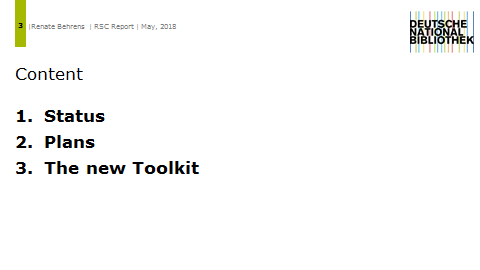 3 |Renate Behrens | RSC Report | May, 2018
DEUTSCHE
NATIONAL
BIBLIOTHEK
Content
1. Status
2. Plans
3. The new Toolkit